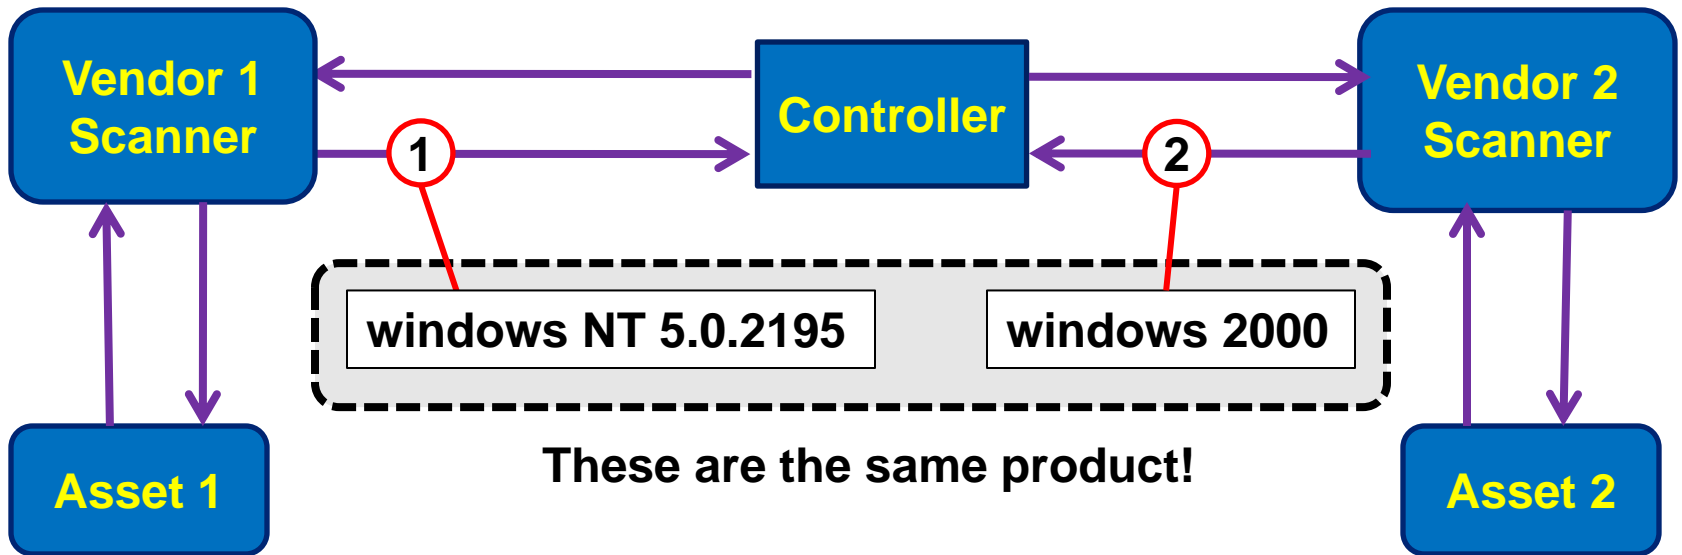 Vendor 1
Scanner
Controller
Vendor 2
Scanner
1
2
windows NT 5.0.2195
windows 2000
These are the same product!
Asset 1
Asset 2